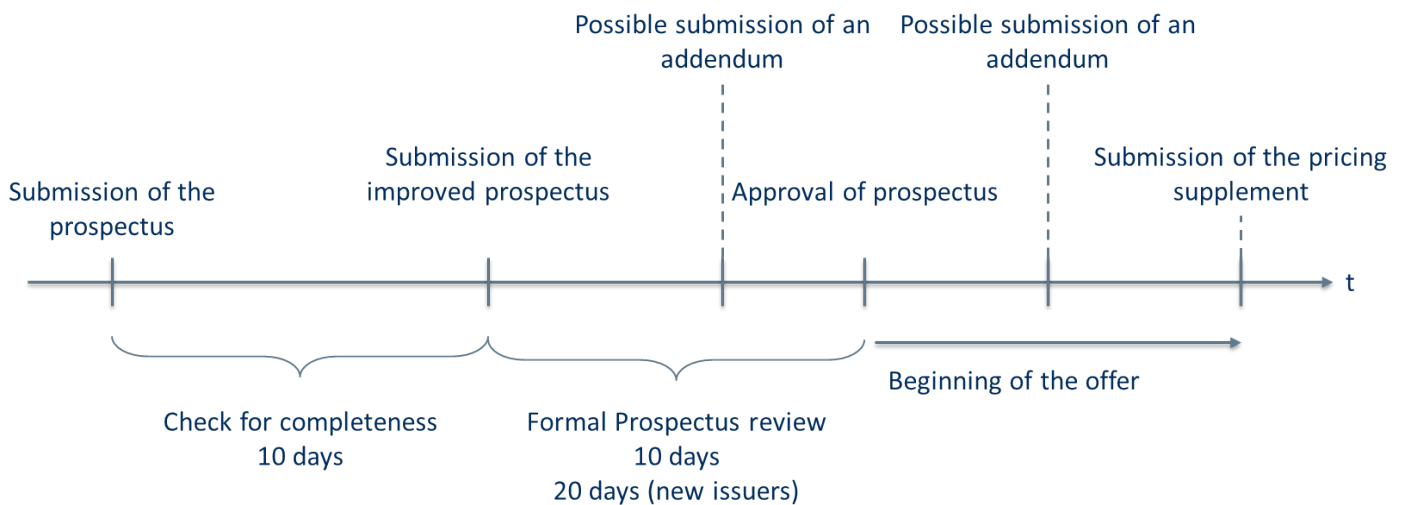 Possible submission of an
addendum
Possible submission of an
addendum
Submission of the
prospectus
Submission of the
improved prospectus
Approval of prospectus
Submission of the pricing
supplement
t
Check for completeness
10 days
Formal Prospectus review
10 days
20 days (new issuers)
Beginning of the offer